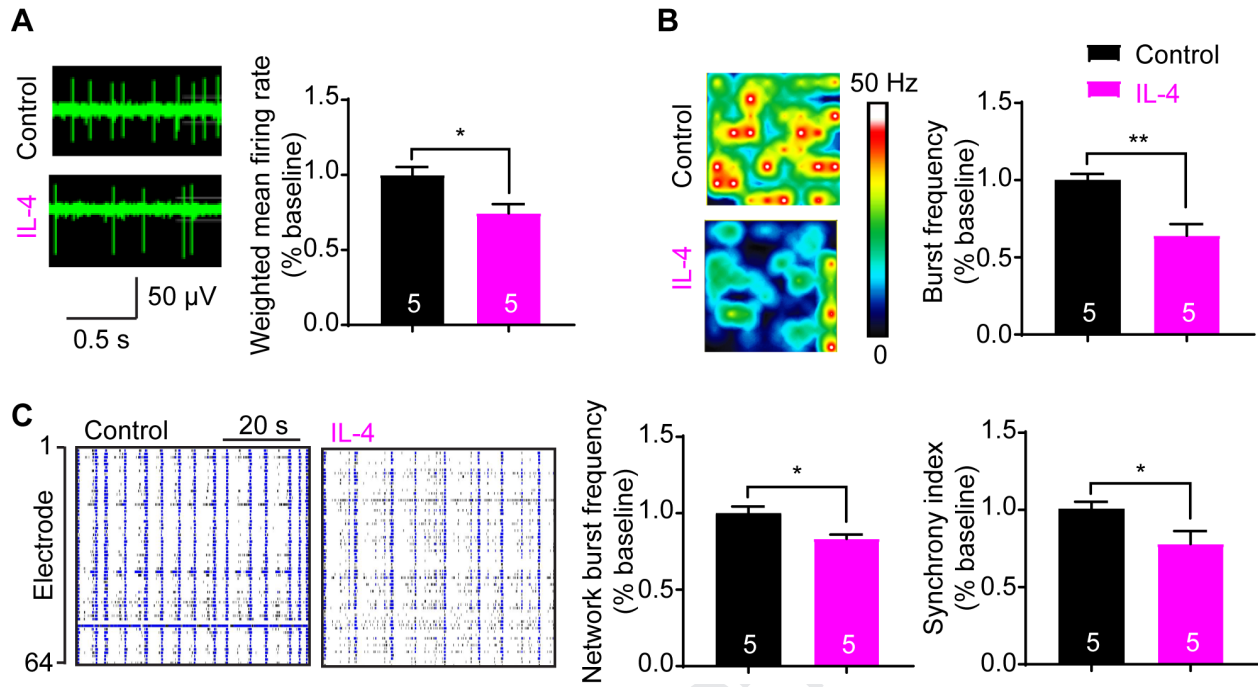 A
Control
IL-4
50 µV
0.5 s
Weighted mean firing rate
(% baseline)
1.5
1.0
0.5
0.0
*
5
5
B
Control
IL-4
50 Hz
0
Control
IL-4
Burst frequency
(% baseline)
1.5
1.0
0.5
0.0
**
5
5
C
Control
20 s
IL-4
1
Electrode
64
Network burst frequency
(% baseline)
1.5
1.0
0.5
0.0
*
5
5
Synchrony index
(% baseline)
1.5
1.0
0.5
0.0
*
5
5